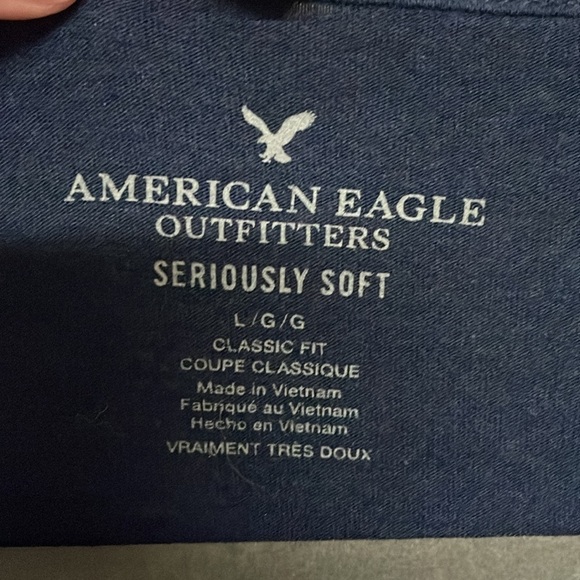 AMERICAN EAGLE
OUTFITTERS
SERIOUSLY SOFT
L/G/G
CLASSIC FIT
COUPE CLASSIQUE
Made in Vietnam
Fabriqué au Vietnam
Hecho en Vietnam
VRAIMENT TRÈS DOUX